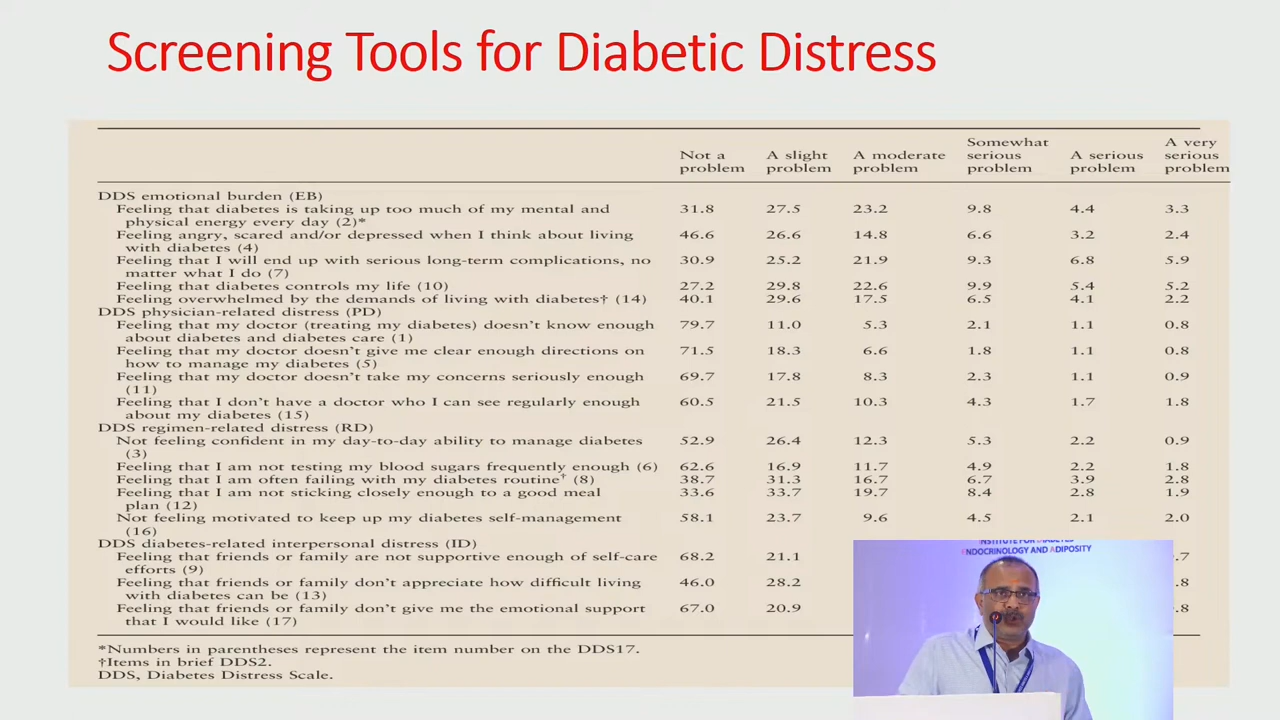 Screening Tools for Diabetic Distress
Somewhat A very
Not a A slight A moderate serious A serious serious
problem problem problem problem problem problem
DDS emotional burden (EB)
Feeling that diabetes is taking up too much of my mental and 31.8 27.5 23.2 9.8 4.4 3.3
physical energy every day (2)*
Feeling angry, scared and/or depressed when I think about living 46.6 26.6 14.8 6.6 3.2 2.4
with diabetes (4)
Feeling that I will end up with serious long-term complications, no 30.9 25.2 21.9 9.3 6.8 5.9
matter what I do (7)
Feeling that diabetes controls my life (10) 27.2 29.8 22.6 9.9 5.4 5.2
Feeling overwhelmed by the demands of living with diabetes† (14) 40.1 29.6 17.5 6.5 4.1 2.2
DDS physician-related distress (PD)
Feeling that my doctor (treating my diabetes) doesn't know enough 79.7 11.0 5.3 2.1 1.1 0.8
about diabetes and diabetes care (1)
Feeling that my doctor doesn't give me clear enough directions on 71.5 18.3 6.6 1.8 1.1 0.8
how to manage my diabetes (5)
Feeling that my doctor doesn't take my concerns seriously enough 69.7 17.8 8.3 2.3 1.1 0.9
(11)
Feeling that I don't have a doctor who I can see regularly enough 60.5 21.5 10.3 4.3 1.7 1.8
about my diabetes (15)
DDS regimen-related distress (RD)
Not feeling confident in my day-to-day ability to manage diabetes 52.9 26.4 12.3 5.3 2.2 0.9
(3)
Feeling that I am not testing my blood sugars frequently enough (6) 62.6 16.9 11.7 4.9 2.2 1.8
Feeling that I am often failing with my diabetes routine† (8) 38.7 31.3 16.7 6.7 3.9 2.8
Feeling that I am not sticking closely enough to a good meal 33.6 33.7 19.7 8.4 2.8 1.9
plan (12)
Not feeling motivated to keep up my diabetes self-management 58.1 23.7 9.6 4.5 2.1 2.0
(16)
DDS diabetes-related interpersonal distress (ID)
Feeling that friends or family are not supportive enough of self-care 68.2 21.1 .7
efforts (9)
Feeling that friends or family don't appreciate how difficult living 46.0 28.2 .8
with diabetes can be (13)
Feeling that friends or family don't give me the emotional support 67.0 20.9 .8
that I would like (17)
*Numbers in parentheses represent the item number on the DDS17.
†Items in brief DDS2.
DDS, Diabetes Distress Scale.
INSTITUTE FOR DIABETES
ENDOCRINOLOGY AND ADIPOSITY